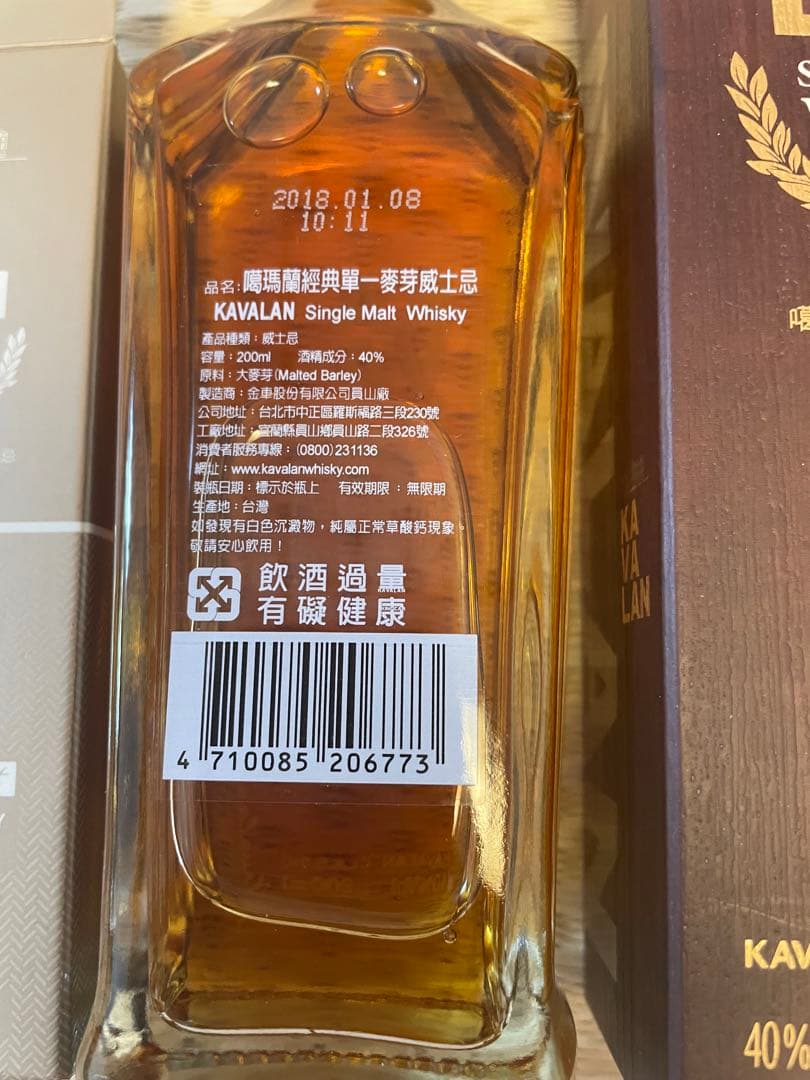 2018.01.08
10:11
品名:噶瑪蘭經典單一麥芽威士忌
KAVALAN Single Malt Whisky
產品種類：威士忌
容量：200ml 酒精成分：40%
原料：大麥芽(Malted Barley)
製造商：金車股份有限公司員山廠
公司地址：台北市中正區羅斯福路三段230號
工廠地址：宜蘭縣員山鄉員山路二段326號
消費者服務專線：(0800)231136
網址：www.kavalanwhisky.com
裝瓶日期：標示於瓶上 有效期限：無限期
生產地：台灣
如發現有白色沉澱物，純屬正常草酸鈣現象。
敬請安心飲用！
飲酒過量
有礙健康
4 710085 206773
KA
VA
LAN
噶
KAV
40%